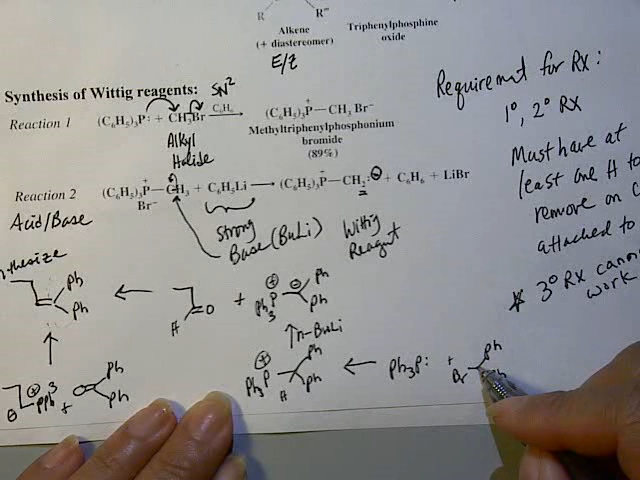 R R"
Alkene Triphenylphosphine
(+ diastereomer) oxide
E/Z
Synthesis of Wittig reagents: SN2
Reaction 1 (C6H5)3P: + CH3Br C6H6 → (C6H5)3P+—CH3 Br−
Alkyl Halide
Methyltriphenylphosphonium
bromide
(89%)
Reaction 2 (C6H5)3P+—CH3 + C6H5Li → (C6H5)3P+—CH2:⊖ + C6H6 + LiBr
Br−
Acid/Base
Strong
Base (BuLi)
Wittig
Reagent
Requirement for RX:
1°, 2° RX
Must have at
least one H to
remove on C
attached to
* 3° RX
work
Ph
Ph
←
H
O
+
Ph3P ⊕ ⊖ Ph
Ph
↑ n-BuLi
⊕ Ph
Ph3P H Ph
← Ph3P: + Br Ph
⊖ ⊕ PPh3 + O Ph
Ph